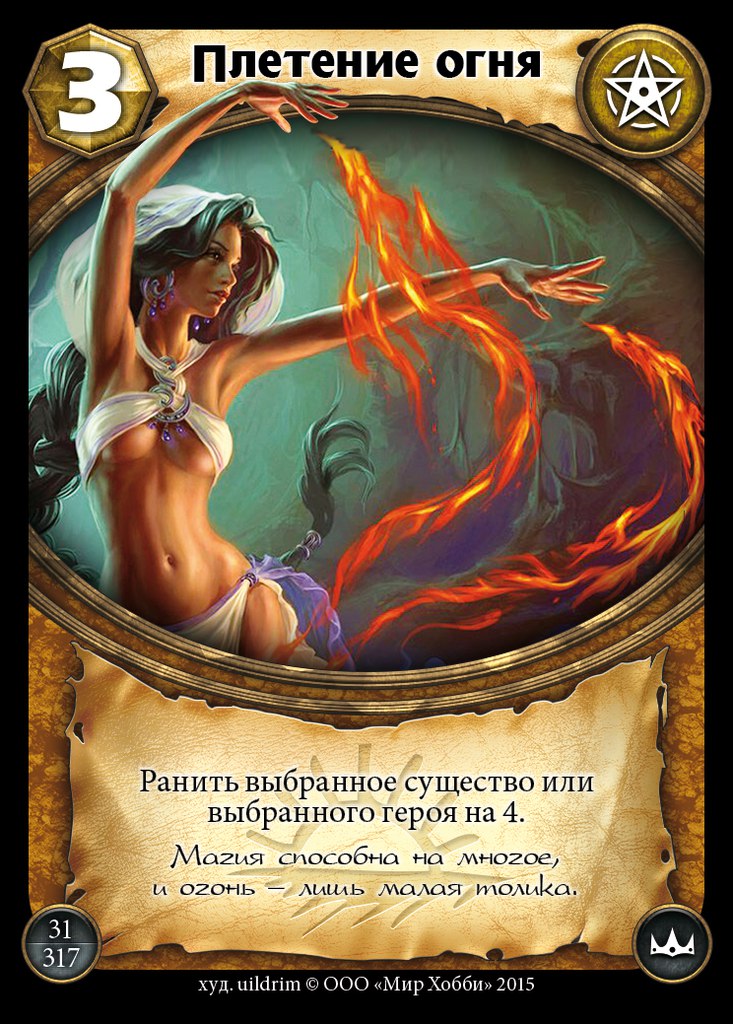 3
Плетение огня
Ранить выбранное существо или
выбранного героя на 4.
Магия способна на многое,
и огонь – лишь малая толика.
31
317
худ. uildrim © ООО «Мир Хобби» 2015